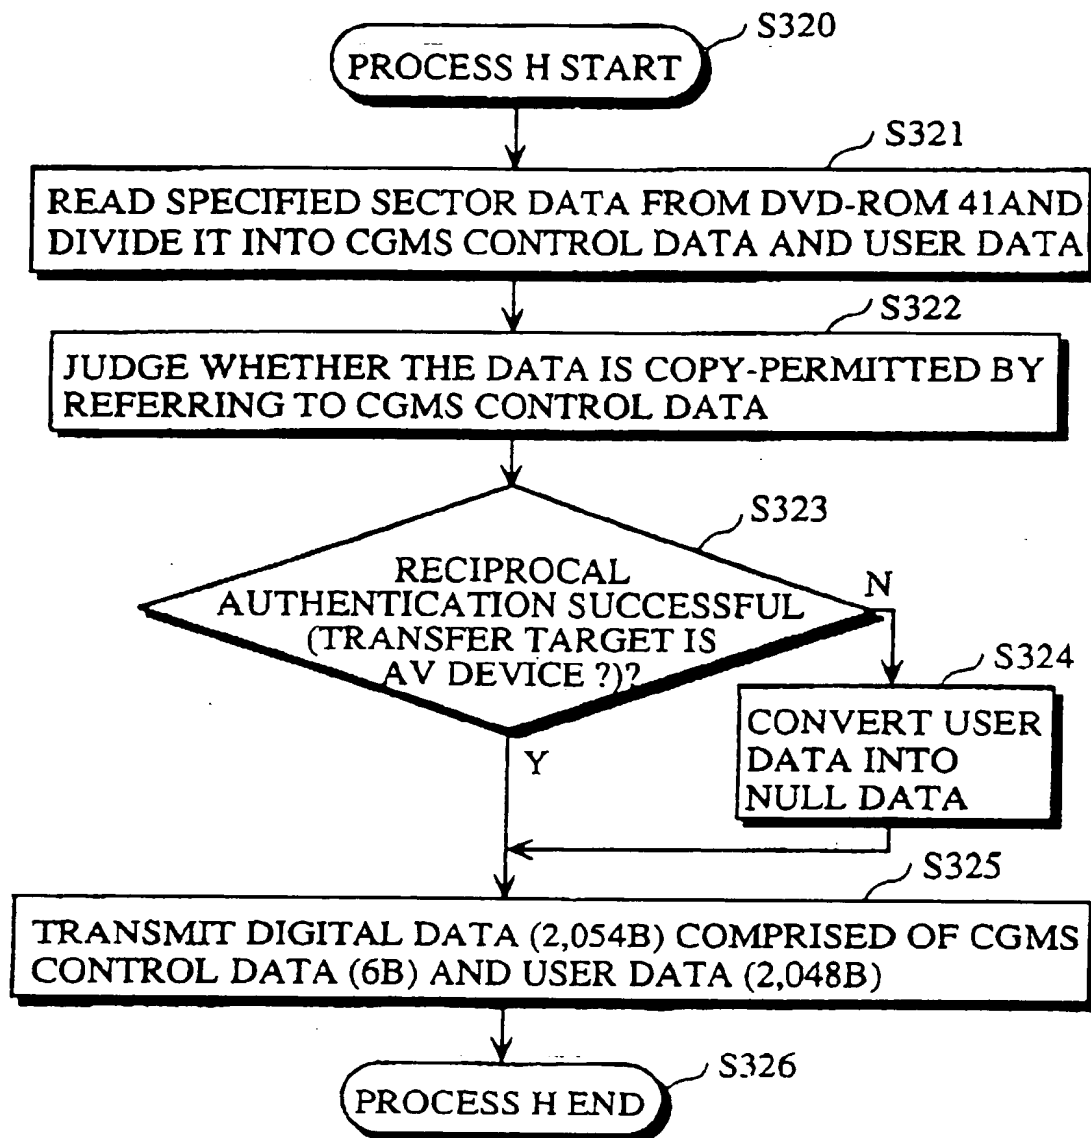 S320
PROCESS H START
S321
READ SPECIFIED SECTOR DATA FROM DVD-ROM 41AND
DIVIDE IT INTO CGMS CONTROL DATA AND USER DATA
S322
JUDGE WHETHER THE DATA IS COPY-PERMITTED BY
REFERRING TO CGMS CONTROL DATA
S323
RECIPROCAL
AUTHENTICATION SUCCESSFUL
(TRANSFER TARGET IS
AV DEVICE ?)?
N
Y
S324
CONVERT USER
DATA INTO
NULL DATA
S325
TRANSMIT DIGITAL DATA (2,054B) COMPRISED OF CGMS
CONTROL DATA (6B) AND USER DATA (2,048B)
S326
PROCESS H END